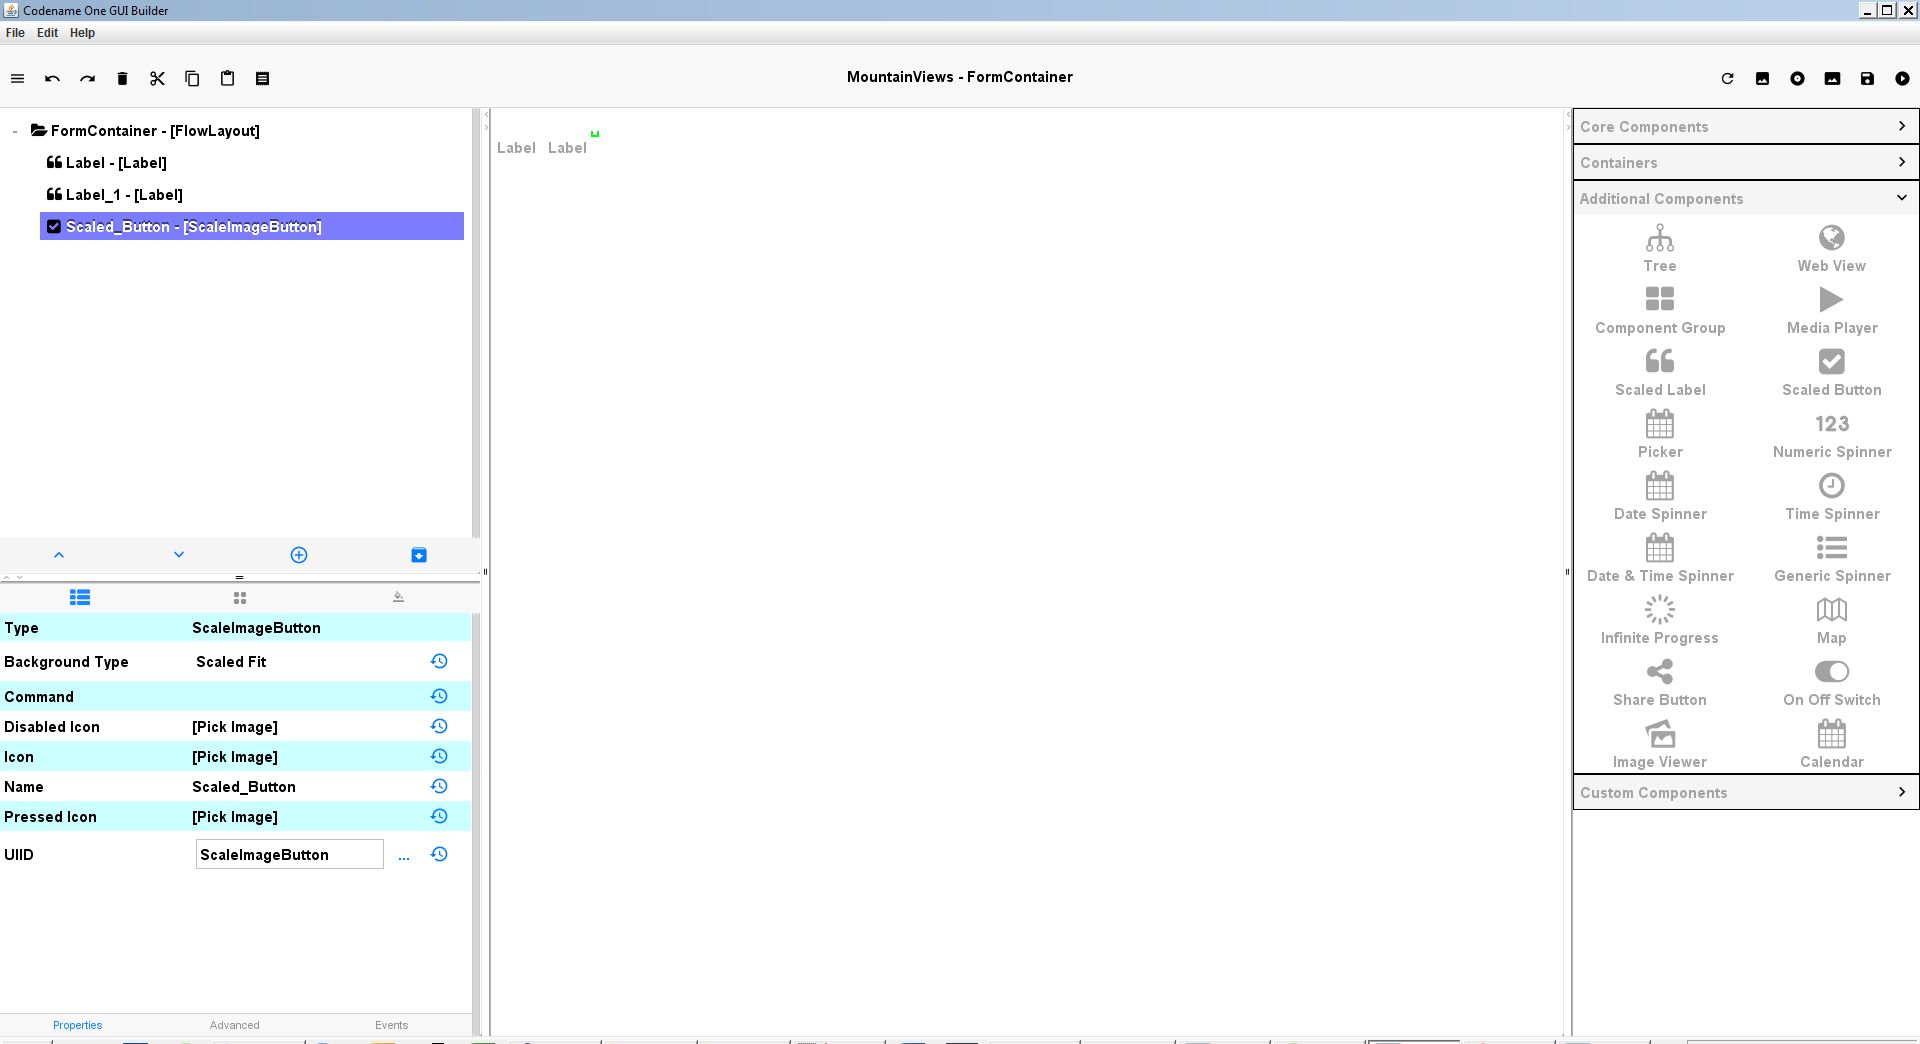 Codename One GUI Builder
File Edit Help
MountainViews - FormContainer
FormContainer - [FlowLayout]
Label - [Label]
Label_1 - [Label]
Scaled_Button - [ScaleImageButton]
Type ScaleImageButton
Background Type Scaled Fit
Command
Disabled Icon [Pick Image]
Icon [Pick Image]
Name Scaled_Button
Pressed Icon [Pick Image]
UIID ScaleImageButton ...
Properties Advanced Events
Label Label
Core Components
Containers
Additional Components
Tree Web View
Component Group Media Player
Scaled Label Scaled Button
123
Picker Numeric Spinner
Date Spinner Time Spinner
Date & Time Spinner Generic Spinner
Infinite Progress Map
Share Button On Off Switch
Image Viewer Calendar
Custom Components